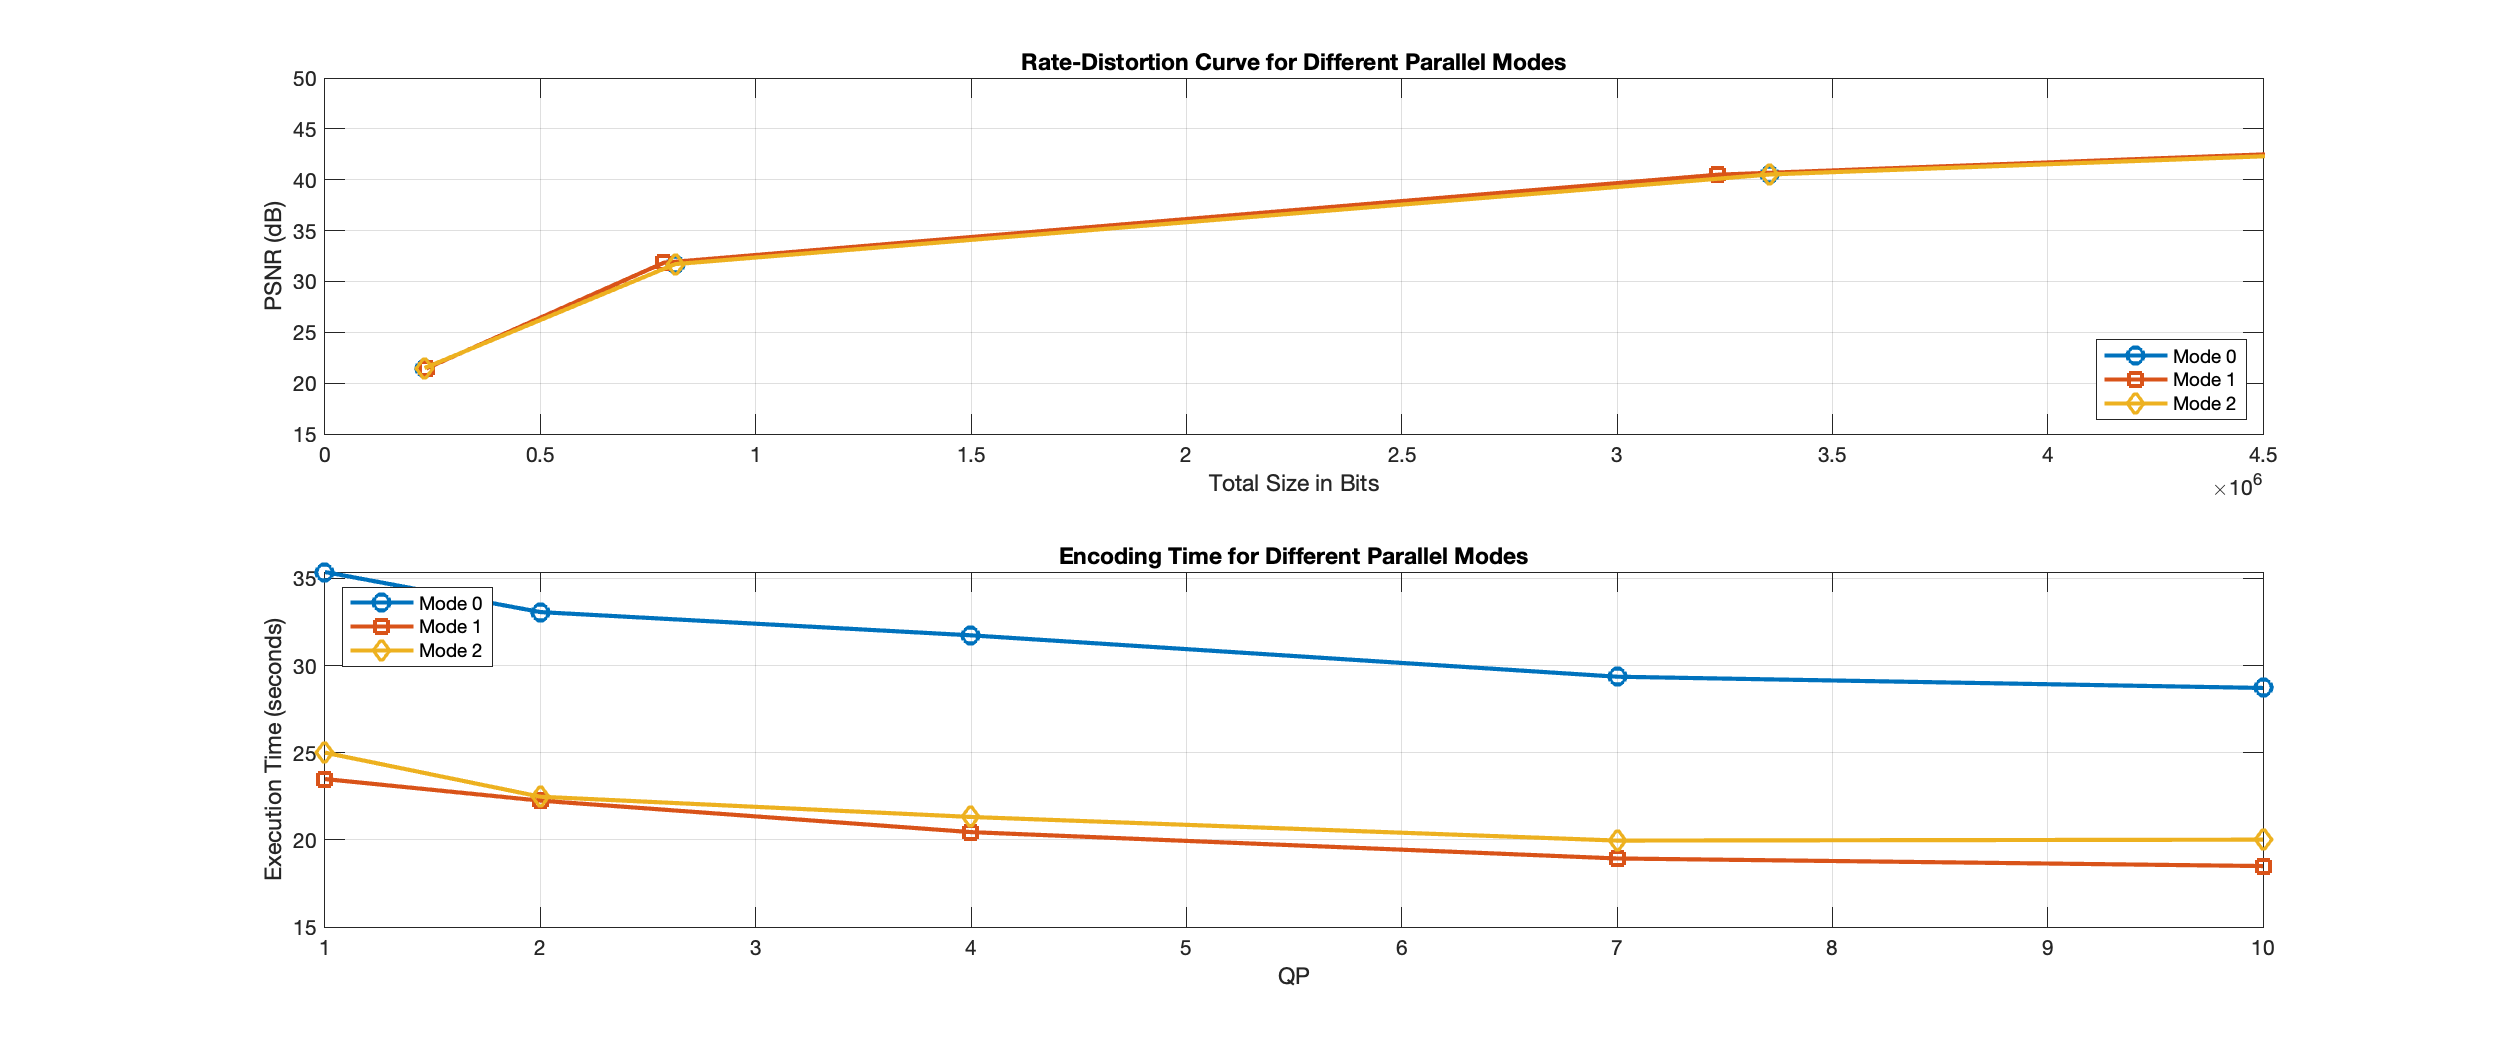 Rate-Distortion Curve for Different Parallel Modes
50
45
40
35
30
25
20
15
PSNR (dB)
0 0.5 1 1.5 2 2.5 3 3.5 4 4.5
Total Size in Bits
×10^6
Mode 0
Mode 1
Mode 2
Encoding Time for Different Parallel Modes
35
30
25
20
15
Execution Time (seconds)
Mode 0
Mode 1
Mode 2
1 2 3 4 5 6 7 8 9 10
QP